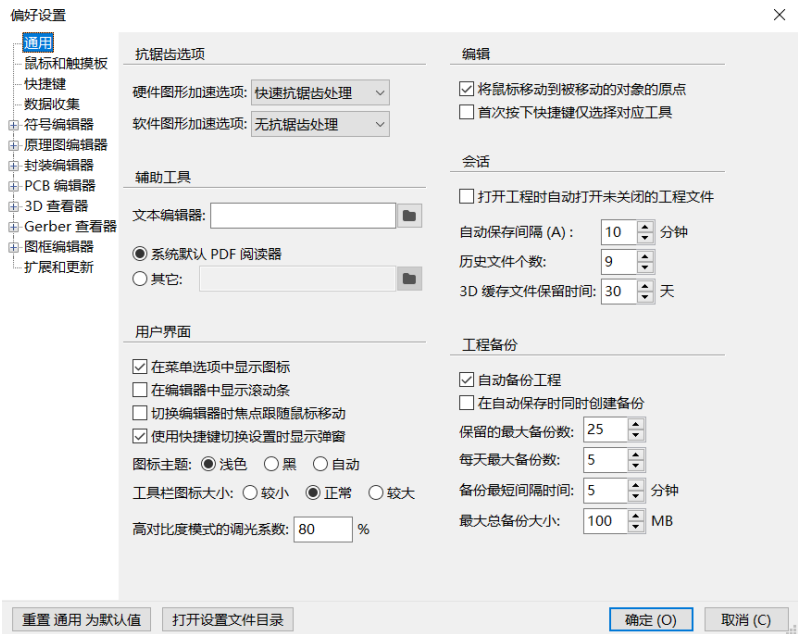 偏好设置
通用
鼠标和触摸板
快捷键
数据收集
符号编辑器
原理图编辑器
封装编辑器
PCB 编辑器
3D 查看器
Gerber 查看器
图框编辑器
扩展和更新
抗锯齿选项
硬件图形加速选项: 快速抗锯齿处理
软件图形加速选项: 无抗锯齿处理
辅助工具
文本编辑器:
系统默认 PDF 阅读器
其它:
用户界面
在菜单选项中显示图标
在编辑器中显示滚动条
切换编辑器时焦点跟随鼠标移动
使用快捷键切换设置时显示弹窗
图标主题: 浅色 黑 自动
工具栏图标大小: 较小 正常 较大
高对比度模式的调光系数: 80 %
编辑
将鼠标移动到被移动的对象的原点
首次按下快捷键仅选择对应工具
会话
打开工程时自动打开未关闭的工程文件
自动保存间隔 (A) : 10 分钟
历史文件个数: 9
3D 缓存文件保留时间: 30 天
工程备份
自动备份工程
在自动保存时同时创建备份
保留的最大备份数: 25
每天最大备份数: 5
备份最短间隔时间: 5 分钟
最大总备份大小: 100 MB
重置 通用 为默认值
打开设置文件目录
确定 (O)
取消 (C)